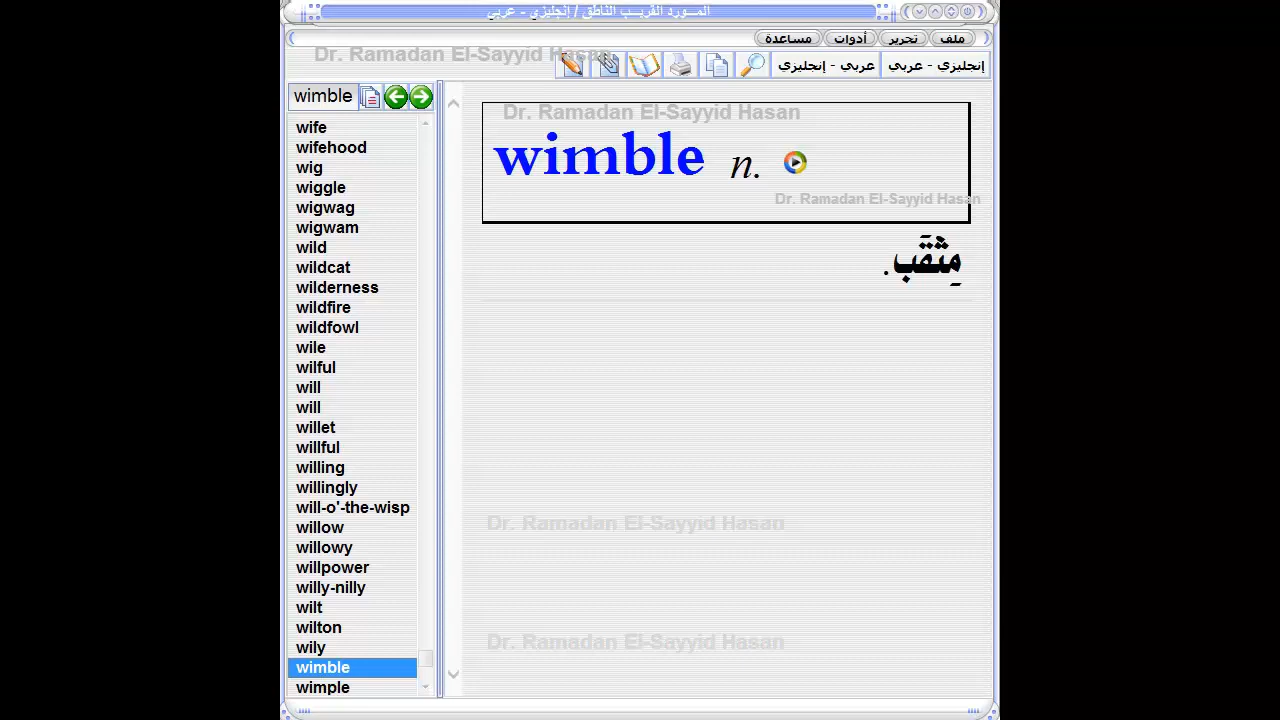 المــورد القريــب الناطق / إنجليزي - عربي
ملف تحرير أدوات مساعدة
إنجليزي - عربي عربي - إنجليزي
Dr. Ramadan El-Sayyid Hasan
wimble
wife
wifehood
wig
wiggle
wigwag
wigwam
wild
wildcat
wilderness
wildfire
wildfowl
wile
wilful
will
will
willet
willful
willing
willingly
will-o'-the-wisp
willow
willowy
willpower
willy-nilly
wilt
wilton
wily
wimble
wimple
Dr. Ramadan El-Sayyid Hasan
wimble n.
Dr. Ramadan El-Sayyid Hasan
مِثقَب.
Dr. Ramadan El-Sayyid Hasan
Dr. Ramadan El-Sayyid Hasan